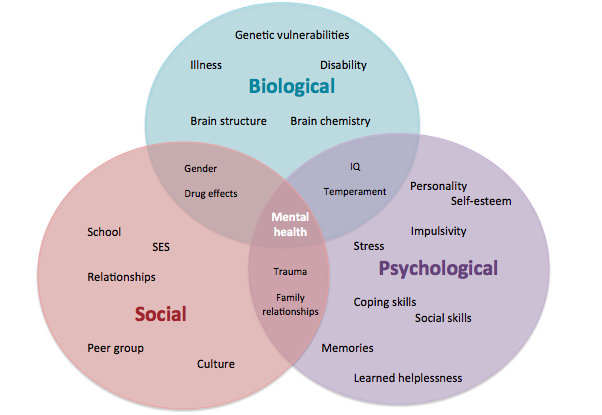 Genetic vulnerabilities
Illness
Disability
Biological
Brain structure
Brain chemistry
Gender
Drug effects
IQ
Temperament
Mental
health
Trauma
Family
relationships
School
SES
Relationships
Social
Peer group
Culture
Personality
Self-esteem
Impulsivity
Stress
Psychological
Coping skills
Social skills
Memories
Learned helplessness